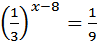 (1/3)^(x−8) = 1/9